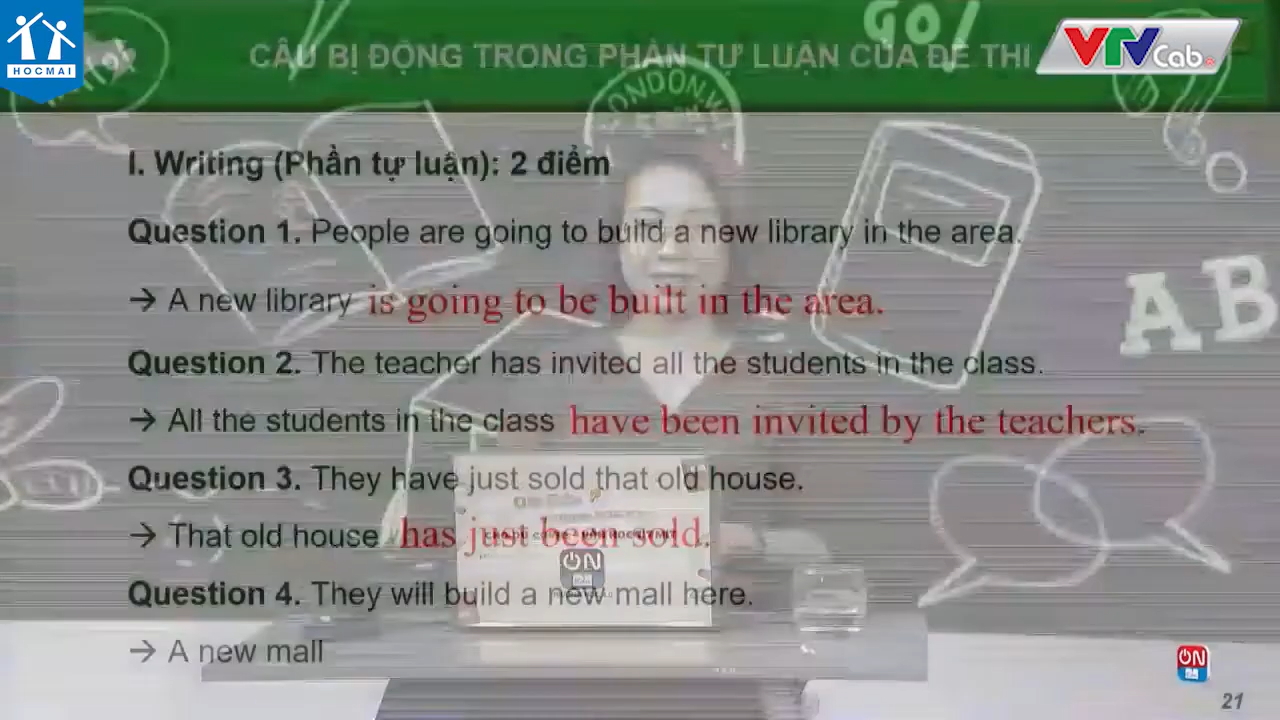 HOCMAI
GO!
CÂU BỊ ĐỘNG TRONG PHẦN TỰ LUẬN CỦA ĐỀ THI
VTVCab
LONDON
I. Writing (Phần tự luận): 2 điểm
Question 1. People are going to build a new library in the area.
→ A new library is going to be built in the area.
AB
Question 2. The teacher has invited all the students in the class.
→ All the students in the class have been invited by the teachers.
Question 3. They have just sold that old house.
→ That old house has just been sold.
ON
Question 4. They will build a new mall here.
→ A new mall
ON
21